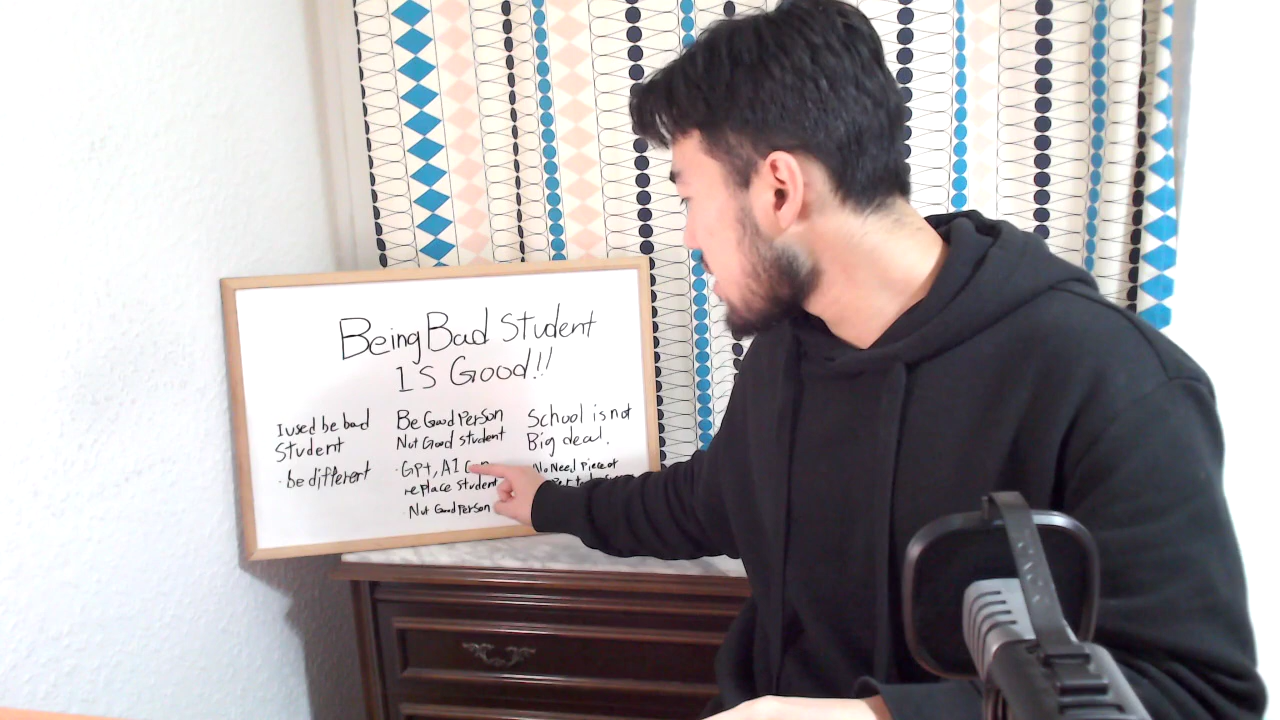 Being Bad Student
IS Good!!
I used be bad
Student
· be different
Be Good Person
Not Good Student
· Gpt, AI
replace Student
· Not Good Person
School is not
Big deal.
No Need Piece of